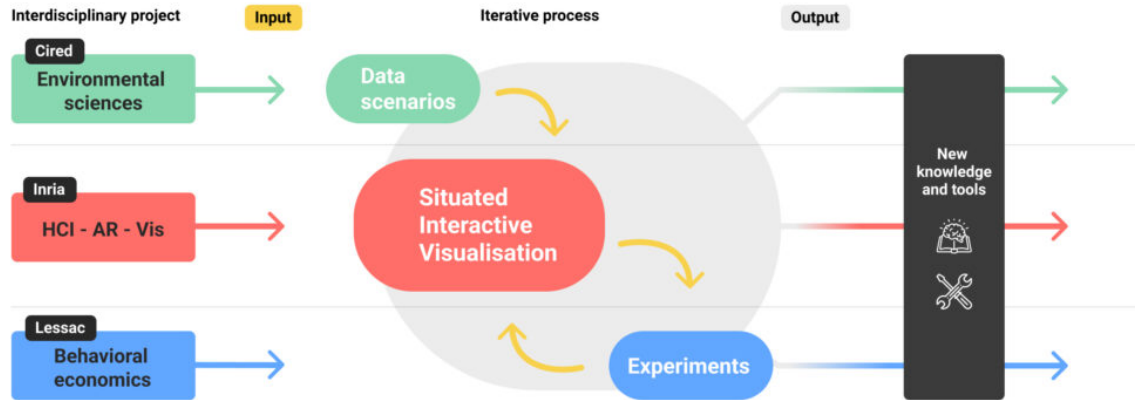 Interdisciplinary project
Input
Iterative process
Output
Cired
Environmental
sciences
Data
scenarios
Inria
HCI - AR - Vis
Situated
Interactive
Visualisation
New
knowledge
and tools
Lessac
Behavioral
economics
Experiments